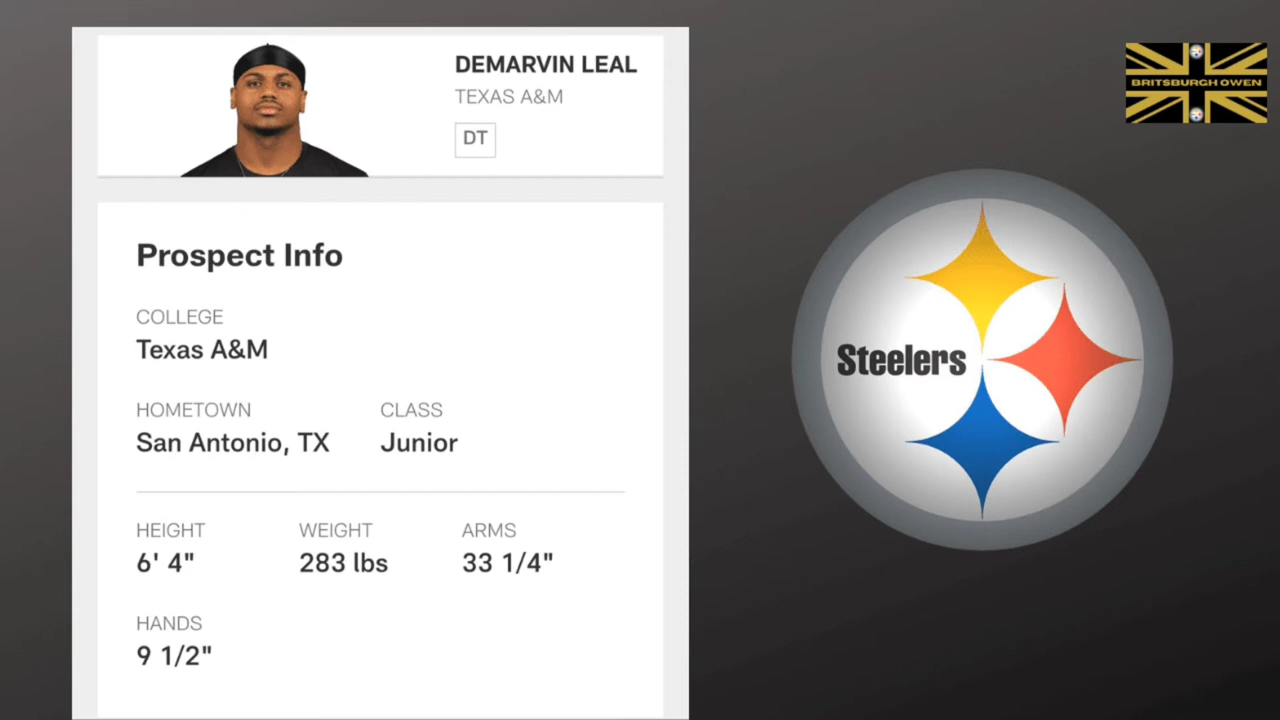 DEMARVIN LEAL
TEXAS A&M
DT
Prospect Info
COLLEGE
Texas A&M
HOMETOWN CLASS
San Antonio, TX Junior
HEIGHT WEIGHT ARMS
6' 4" 283 lbs 33 1/4"
HANDS
9 1/2"
BRITSBURGH OWEN
Steelers